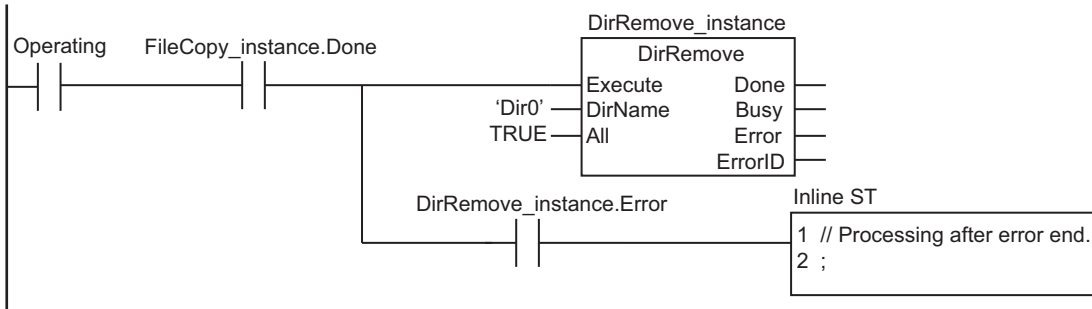 DirRemove_instance
Operating
FileCopy_instance.Done
DirRemove
Execute Done
‘Dir0’ DirName Busy
TRUE All Error
ErrorID
DirRemove_instance.Error
Inline ST
1 // Processing after error end.
2 ;